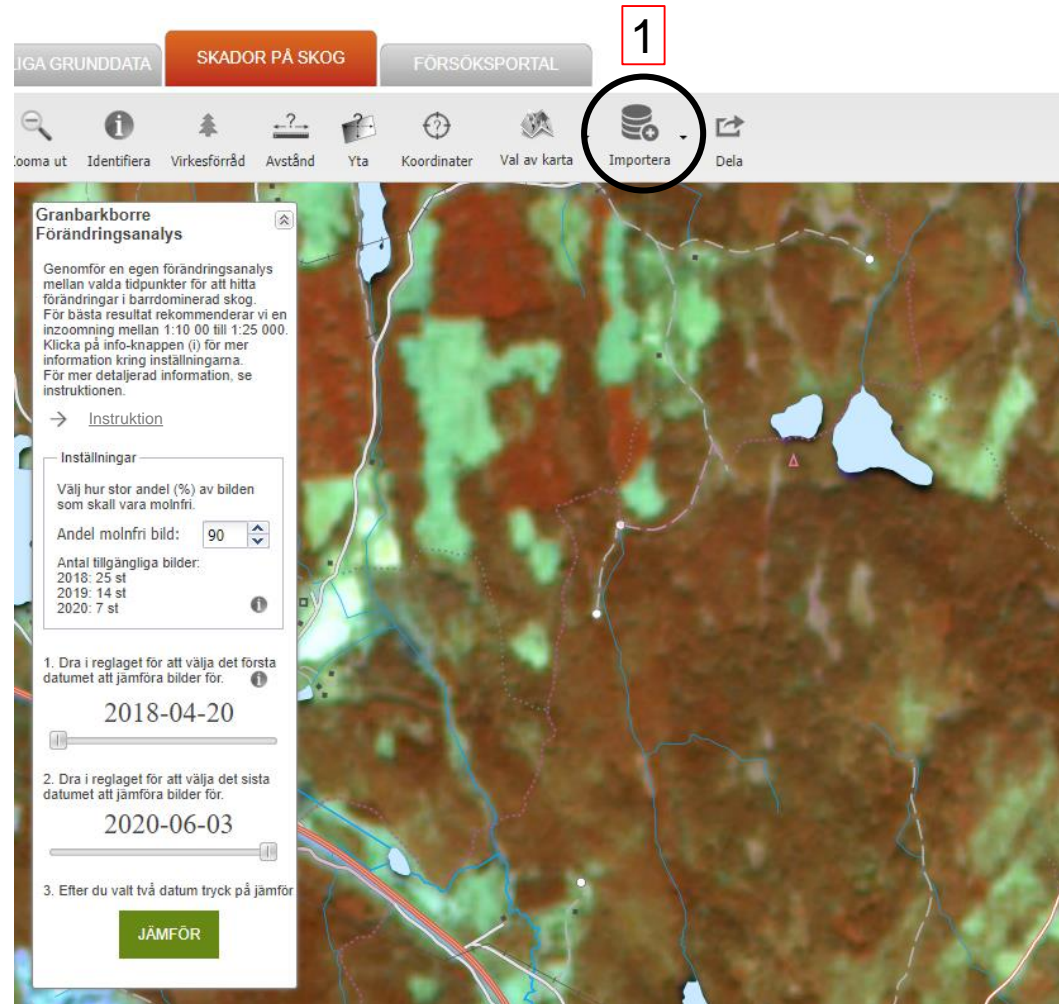 1
LIGA GRUNDDATA SKADOR PÅ SKOG FÖRSÖKSPORTAL
Zooma ut Identifiera Virkesförråd Avstånd Yta Koordinater Val av karta Importera Dela
Granbarkborre
Förändringsanalys
Genomför en egen förändringsanalys
mellan valda tidpunkter för att hitta
förändringar i barrdominerad skog.
För bästa resultat rekommenderar vi en
inzoomning mellan 1:10 00 till 1:25 000.
Klicka på info-knappen (i) för mer
information kring inställningarna.
För mer detaljerad information, se
instruktionen.
→ Instruktion
Inställningar
Välj hur stor andel (%) av bilden
som skall vara molnfri.
Andel molnfri bild: 90
Antal tillgängliga bilder:
2018: 25 st
2019: 14 st
2020: 7 st
1. Dra i reglaget för att välja det första
datumet att jämföra bilder för.
2018-04-20
2. Dra i reglaget för att välja det sista
datumet att jämföra bilder för.
2020-06-03
3. Efter du valt två datum tryck på jämför
JÄMFÖR